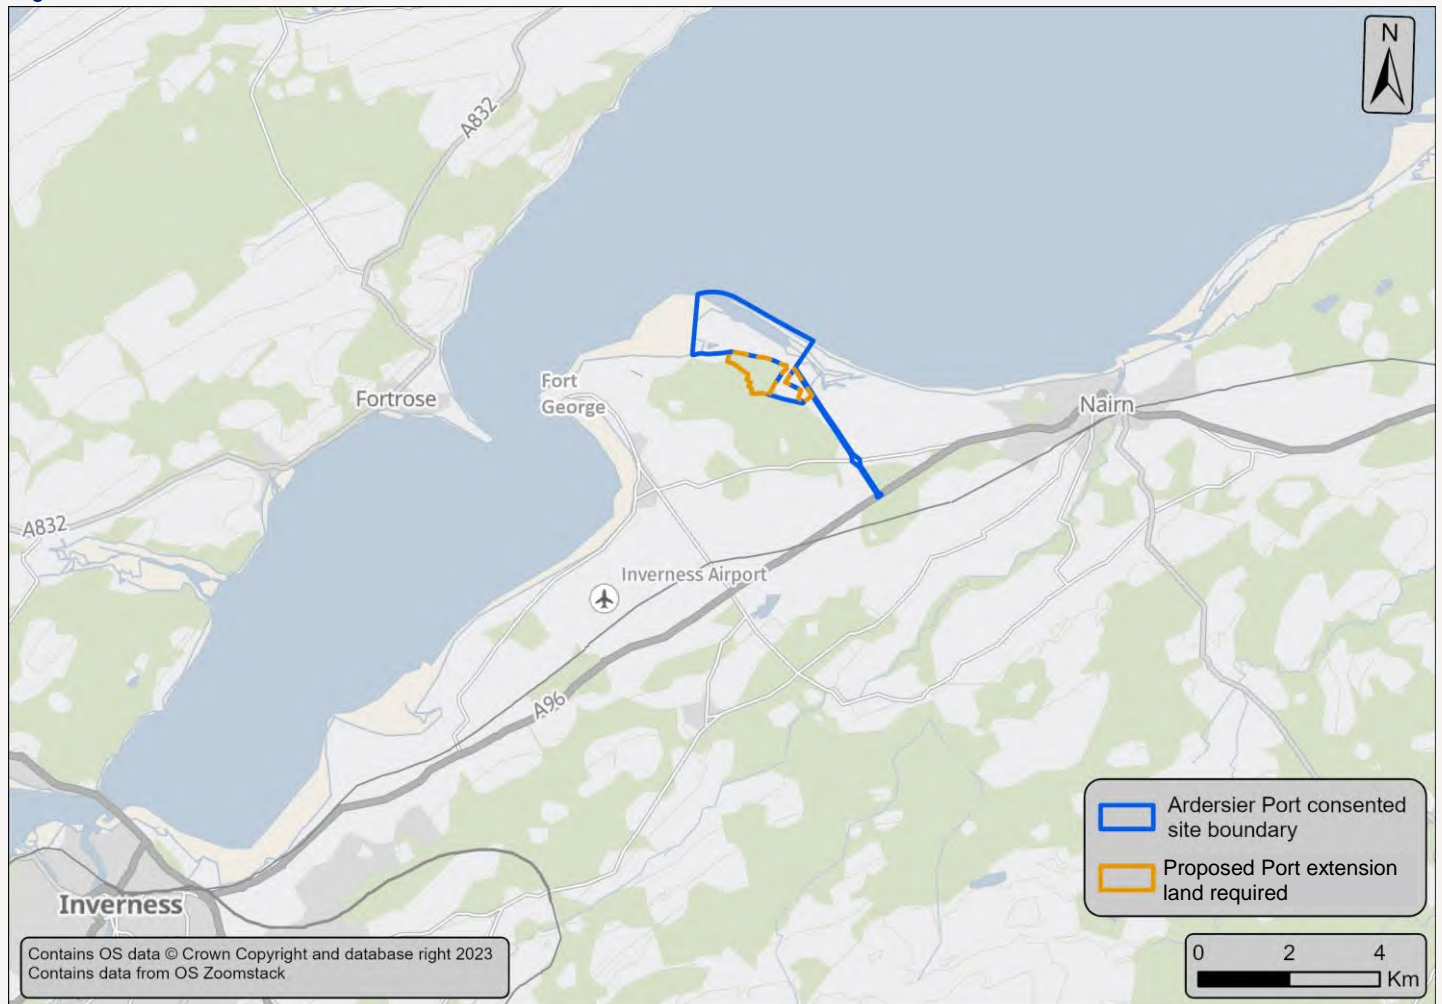 N
A832
Fort
George
Fortrose
Nairn
A832
Inverness Airport
A96
Inverness
Ardersier Port consented
site boundary
Proposed Port extension
land required
Contains OS data © Crown Copyright and database right 2023
Contains data from OS Zoomstack
0 2 4
Km